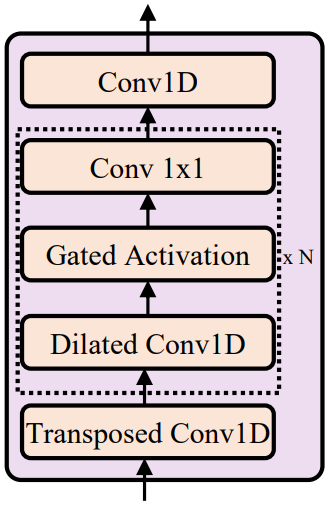 Conv1D
Conv 1x1
Gated Activation
x N
Dilated Conv1D
Transposed Conv1D